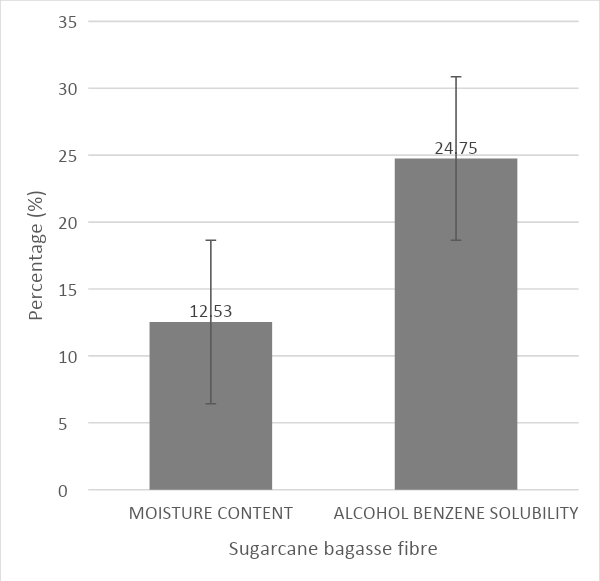 35
30
25
20
15
10
5
0
Percentage (%)
12.53
24.75
MOISTURE CONTENT
ALCOHOL BENZENE SOLUBILITY
Sugarcane bagasse fibre